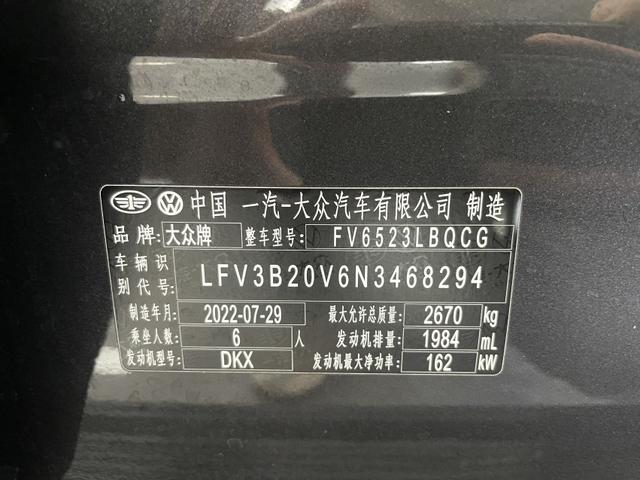 中国 一汽-大众汽车有限公司 制造
品牌: 大众牌 整车型号: FV6523LBQCG
车辆识别代号: LFV3B20V6N3468294
制造年月: 2022-07-29 最大允许总质量: 2670 kg
乘坐人数: 6 人 发动机排量: 1984 mL
发动机型号: DKX 发动机最大净功率: 162 kW